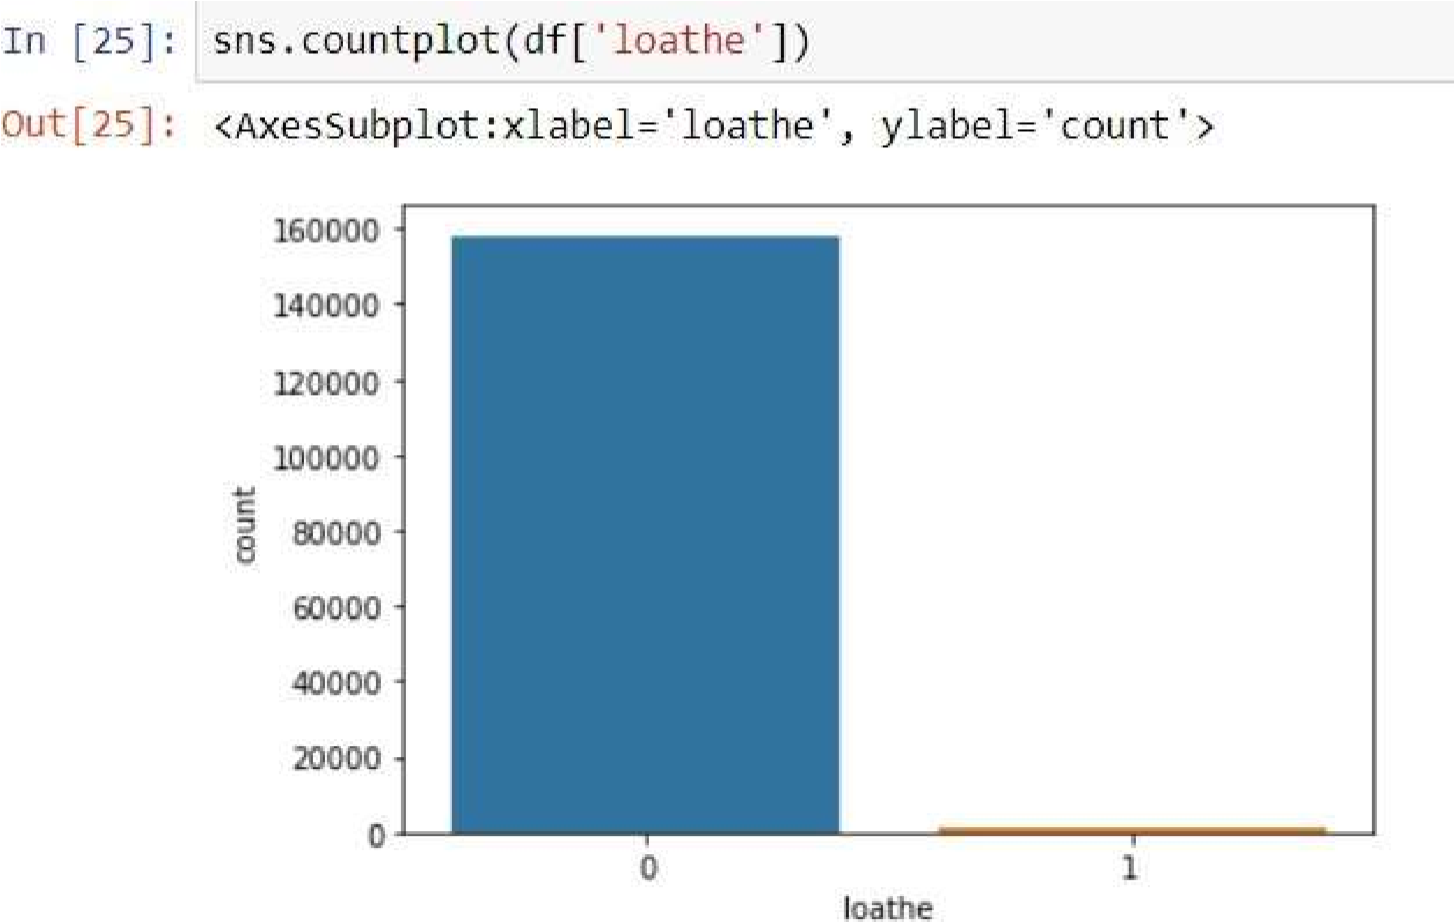 In [25]: sns.countplot(df['loathe'])
Out[25]: <AxesSubplot:xlabel='loathe', ylabel='count'>
160000
140000
120000
100000
80000
60000
40000
20000
0
count
0 1
loathe